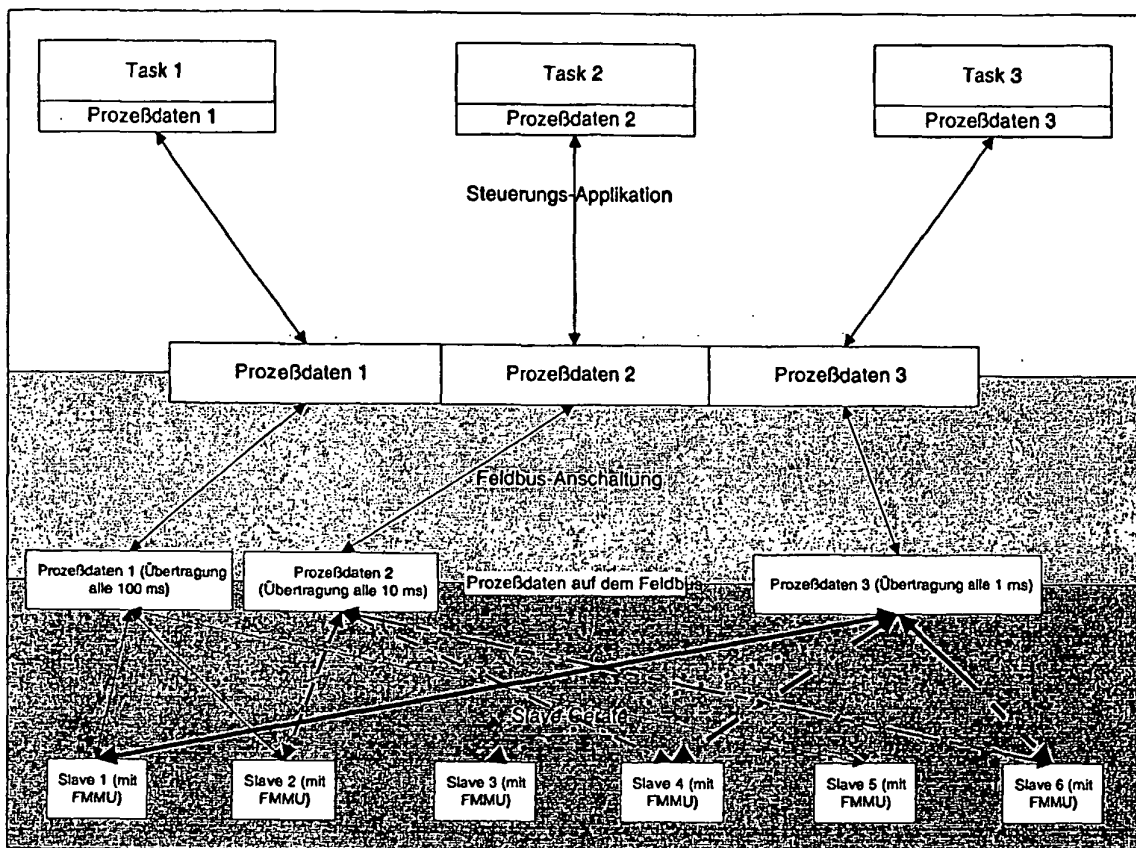 Task 1
Task 2
Task 3
Prozeßdaten 1
Prozeßdaten 2
Prozeßdaten 3
Steuerungs-Applikation
Prozeßdaten 1
Prozeßdaten 2
Prozeßdaten 3
Feldbus-Anschaltung
Prozeßdaten 1 (Übertragung
alle 100 ms)
Prozeßdaten 2
(Übertragung alle 10 ms)
Prozeßdaten auf dem Feldbus
Prozeßdaten 3 (Übertragung alle 1 ms)
Slave-Geräte
Slave 1 (mit
FMMU)
Slave 2 (mit
FMMU)
Slave 3 (mit
FMMU)
Slave 4 (mit
FMMU)
Slave 5 (mit
FMMU)
Slave 6 (mit
FMMU)